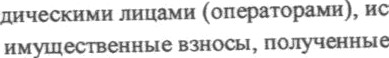 дическими лицами (операторами), ис
имущественные взносы, полученные